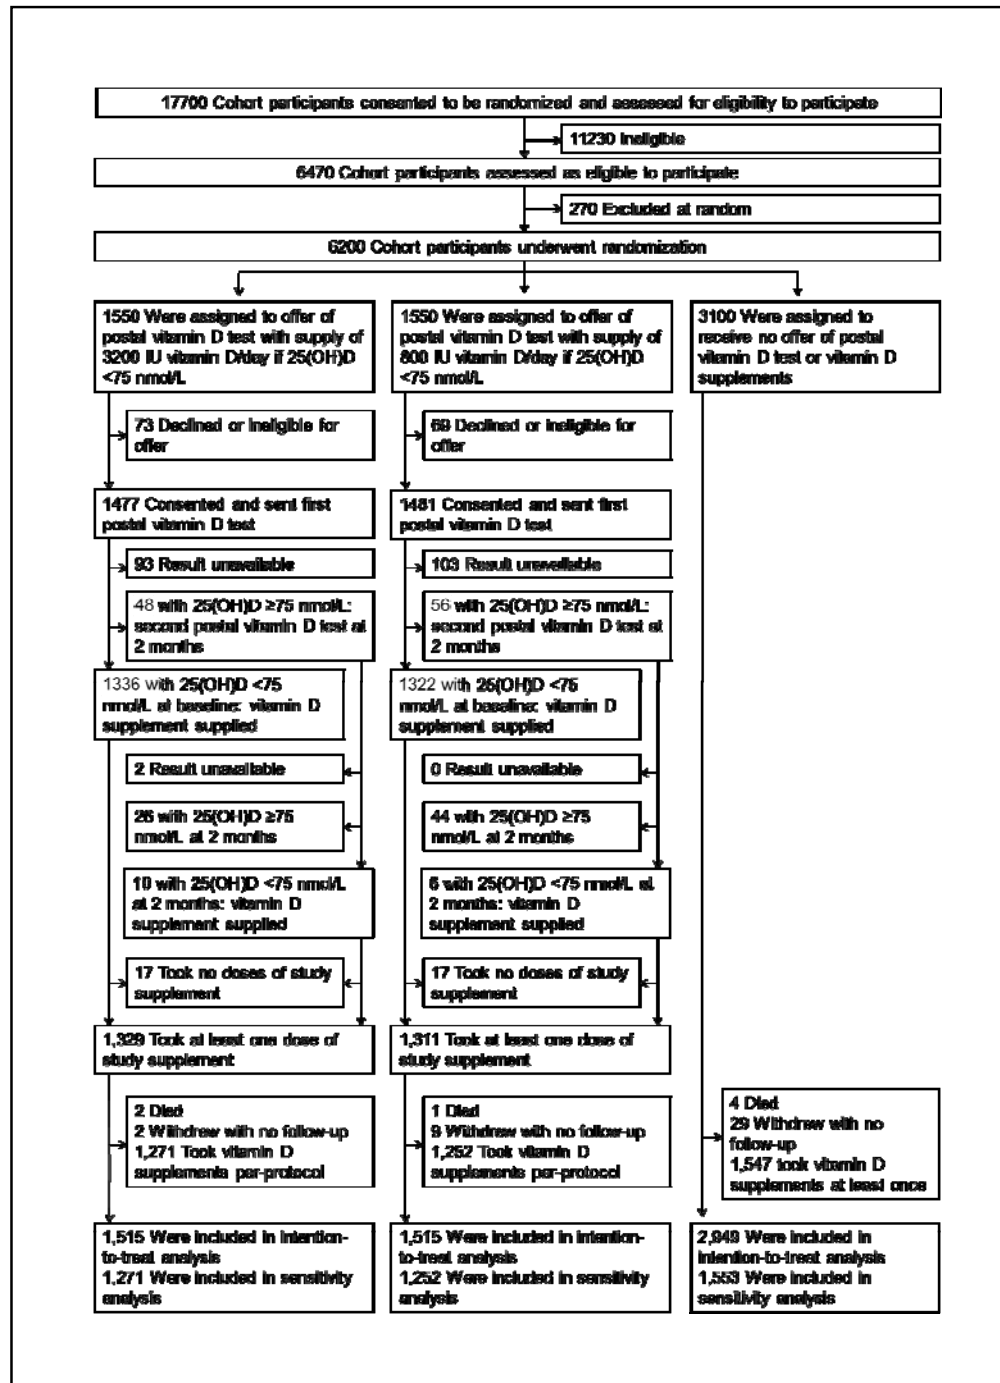 17700 Cohort participants consented to be randomized and assessed for eligibility to participate
11230 Ineligible
6470 Cohort participants assessed as eligible to participate
270 Excluded at random
6200 Cohort participants underwent randomization
1550 Were assigned to offer of
postal vitamin D test with supply of
3200 IU vitamin D/day if 25(OH)D
<75 nmol/L
1550 Were assigned to offer of
postal vitamin D test with supply of
800 IU vitamin D/day if 25(OH)D
<75 nmol/L
3100 Were assigned to
receive no offer of postal
vitamin D test or vitamin D
supplements
73 Declined or ineligible for
offer
69 Declined or ineligible for
offer
1477 Consented and sent first
postal vitamin D test
1481 Consented and sent first
postal vitamin D test
93 Result unavailable
103 Result unavailable
48 with 25(OH)D ≥75 nmol/L:
second postal vitamin D test at
2 months
56 with 25(OH)D ≥75 nmol/L:
second postal vitamin D test at
2 months
1336 with 25(OH)D <75
nmol/L at baseline: vitamin D
supplement supplied
1322 with 25(OH)D <75
nmol/L at baseline: vitamin D
supplement supplied
2 Result unavailable
0 Result unavailable
26 with 25(OH)D ≥75
nmol/L at 2 months
44 with 25(OH)D ≥75
nmol/L at 2 months
10 with 25(OH)D <75 nmol/L
at 2 months: vitamin D
supplement supplied
6 with 25(OH)D <75 nmol/L at
2 months: vitamin D
supplement supplied
17 Took no doses of study
supplement
17 Took no doses of study
supplement
1,329 Took at least one dose of
study supplement
1,311 Took at least one dose of
study supplement
2 Died
2 Withdrew with no follow-up
1,271 Took vitamin D
supplements per-protocol
1 Died
9 Withdrew with no follow-up
1,252 Took vitamin D
supplements per-protocol
4 Died
29 Withdrew with no
follow-up
1,547 took vitamin D
supplements at least once
1,515 Were included in intention-
to-treat analysis
1,271 Were included in sensitivity
analysis
1,515 Were included in intention-
to-treat analysis
1,252 Were included in sensitivity
analysis
2,949 Were included in
intention-to-treat analysis
1,553 Were included in
sensitivity analysis